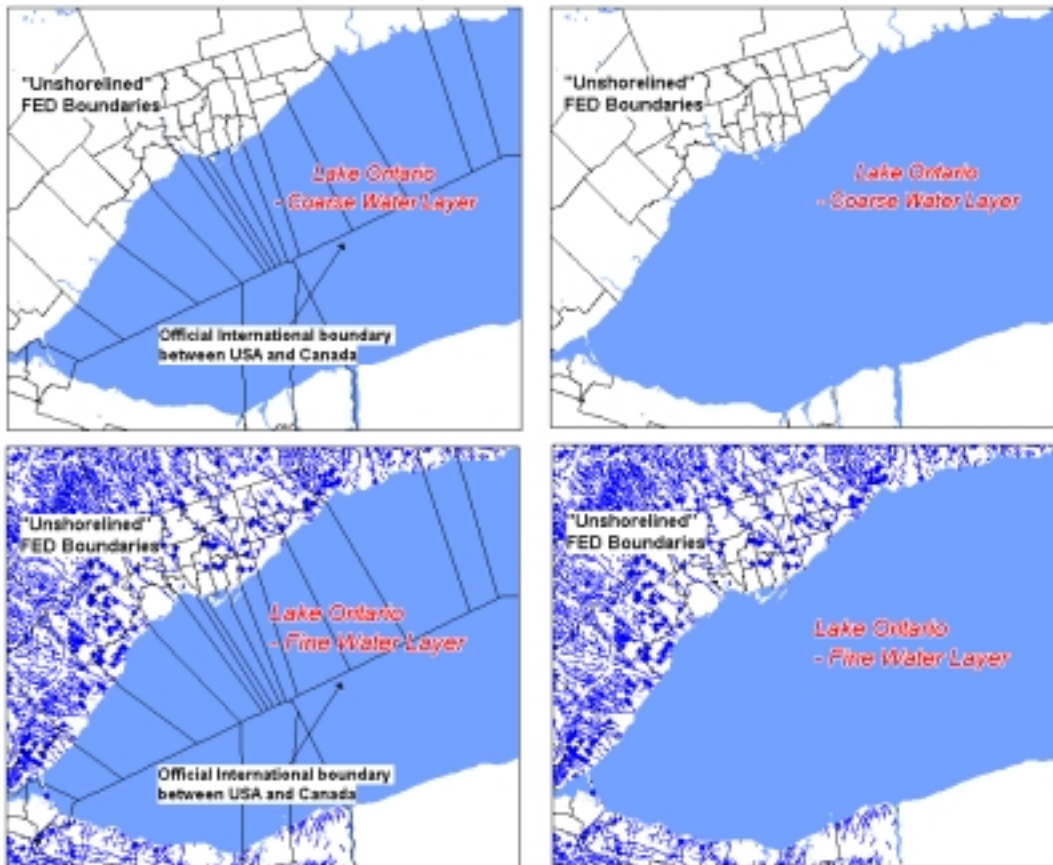 "Unshorelined"
FED Boundaries
Lake Ontario
- Coarse Water Layer
Official International boundary
between USA and Canada
"Unshorelined"
FED Boundaries
Lake Ontario
- Coarse Water Layer
"Unshorelined"
FED Boundaries
Lake Ontario
- Fine Water Layer
Official International boundary
between USA and Canada
"Unshorelined"
FED Boundaries
Lake Ontario
- Fine Water Layer